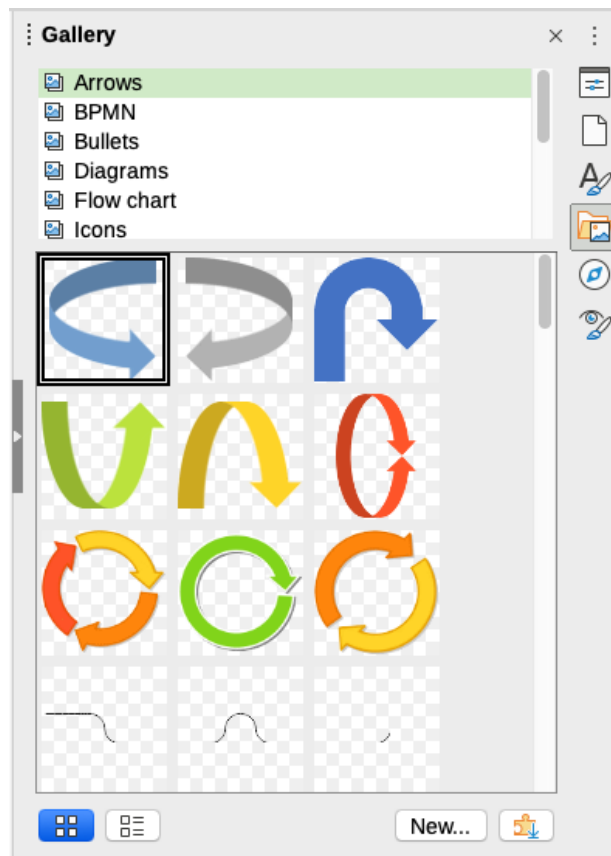 Gallery
Arrows
BPMN
Bullets
Diagrams
Flow chart
Icons
New...